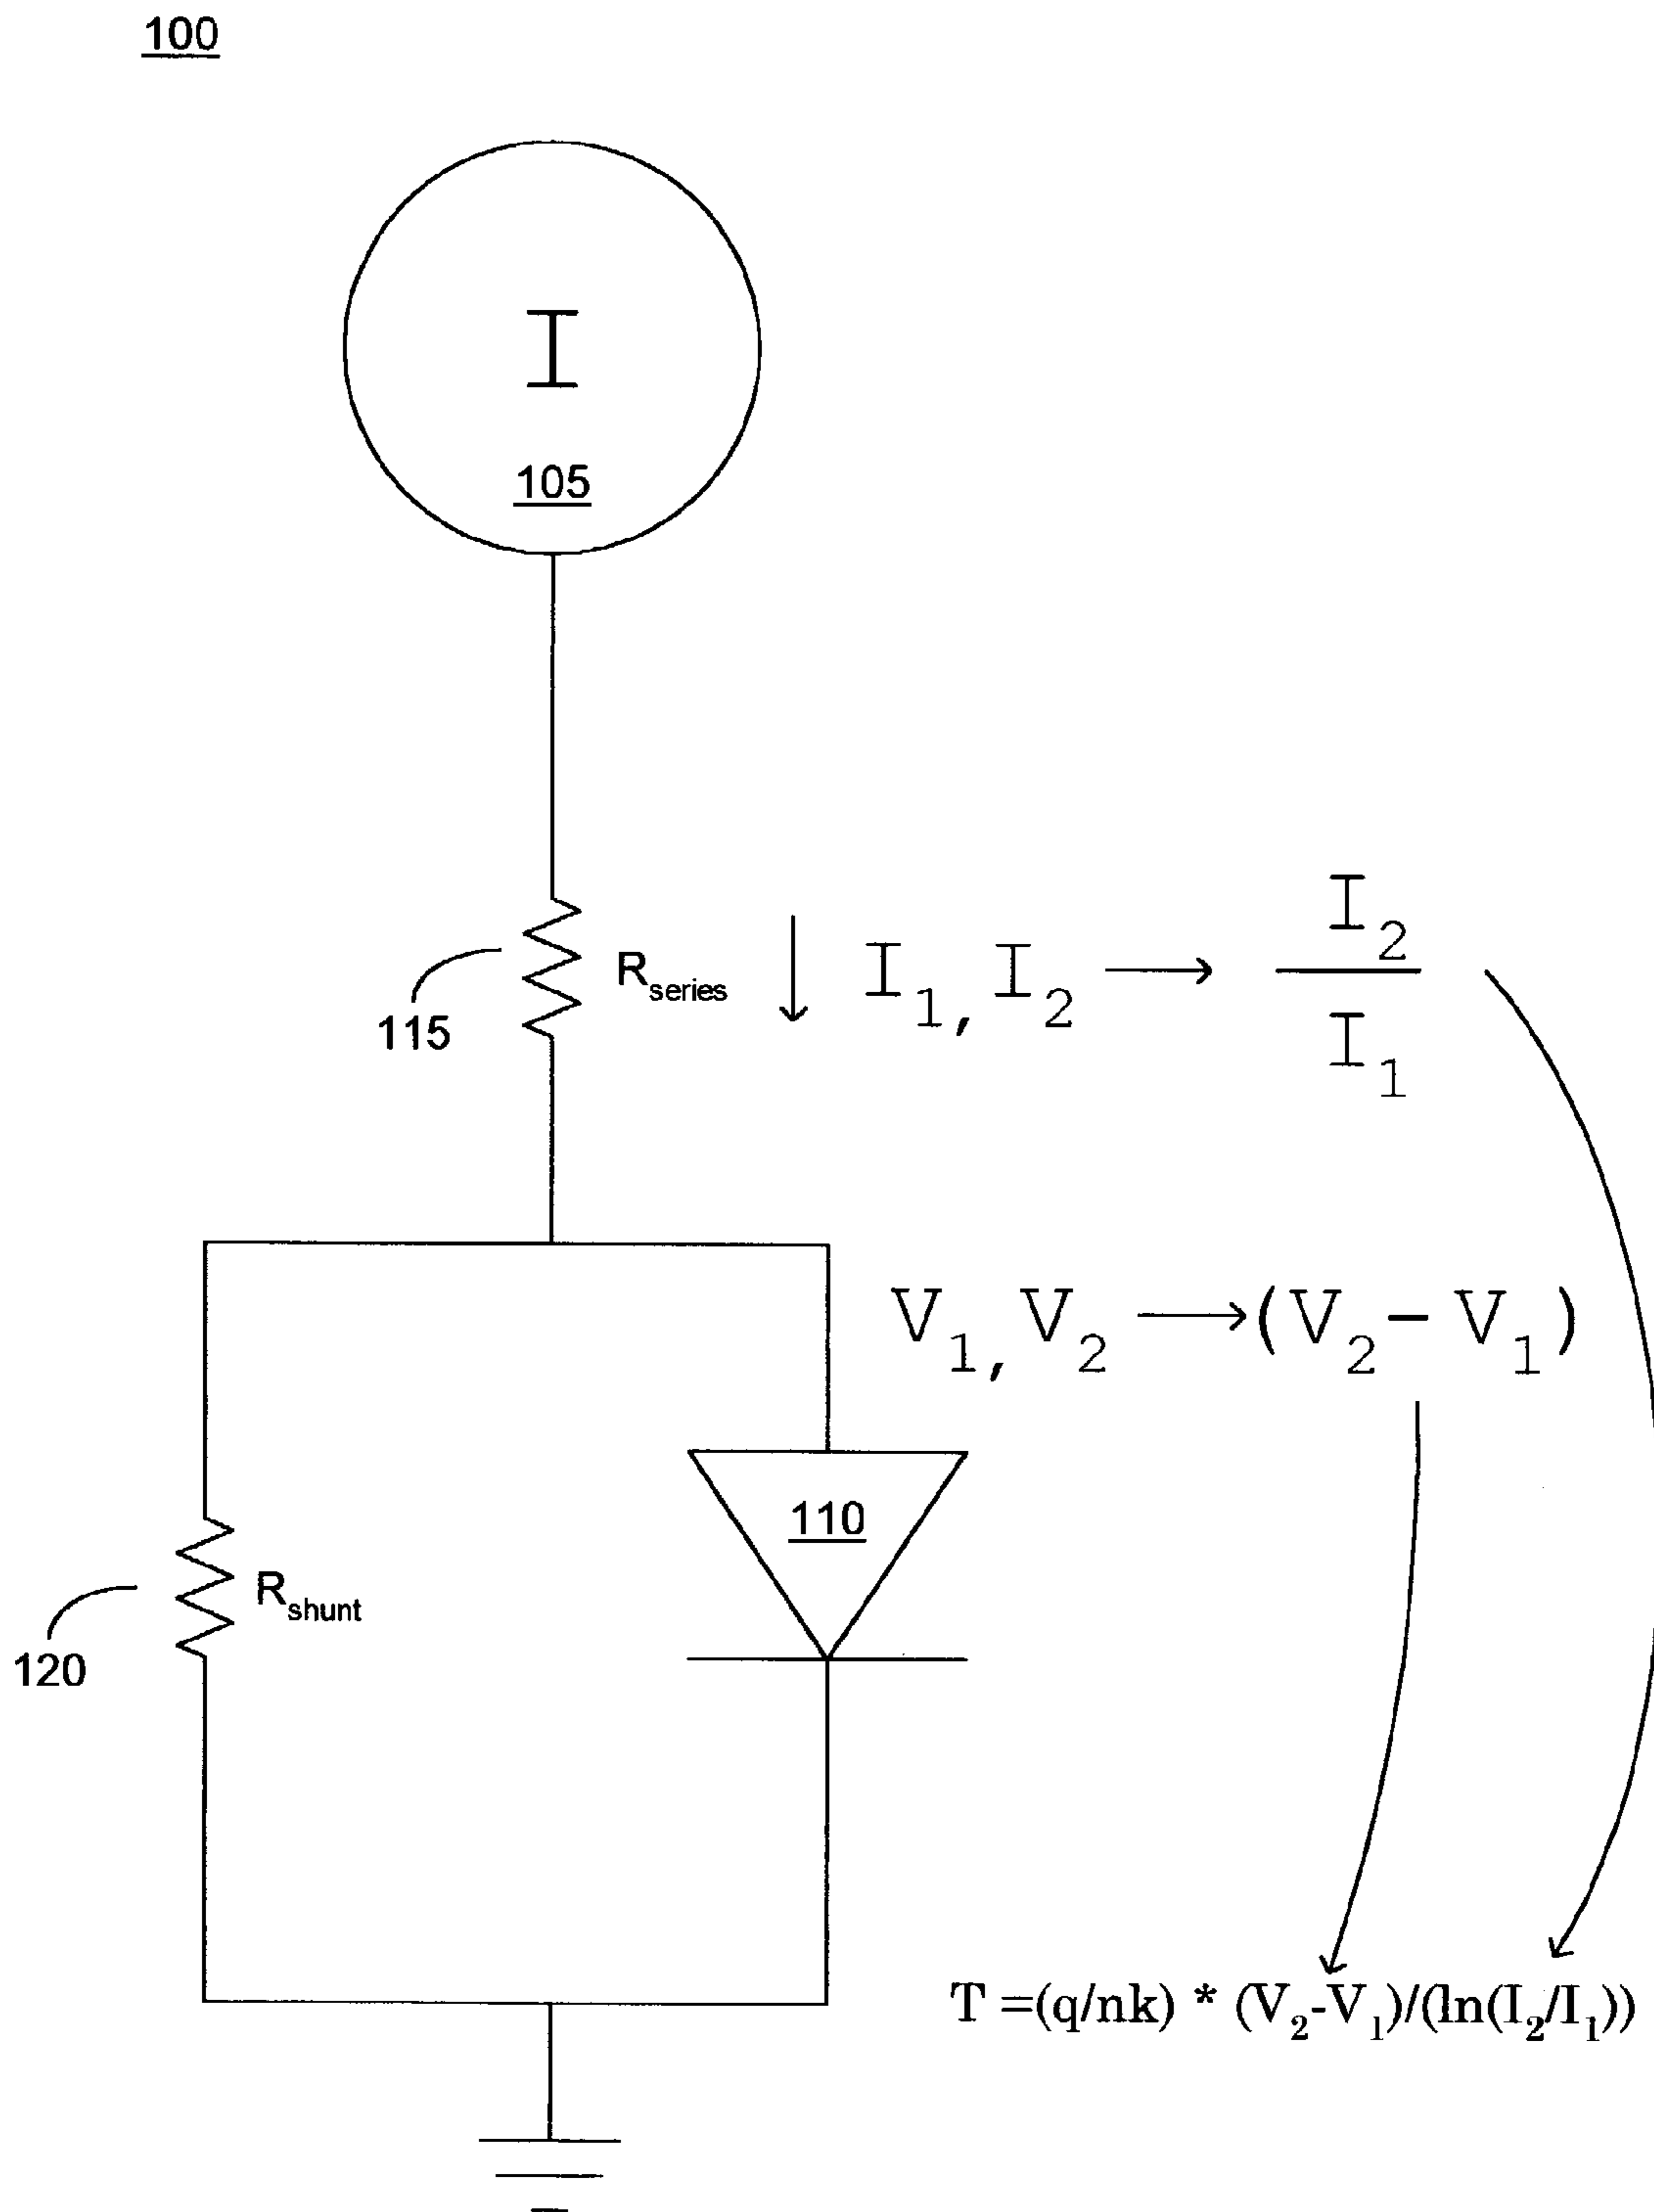 100
I
105
R_series
115
I_1, I_2 → I_2 / I_1
V_1, V_2 → (V_2 - V_1)
110
R_shunt
120
T =(q/nk) * (V_2-V_1)/(ln(I_2/I_1))